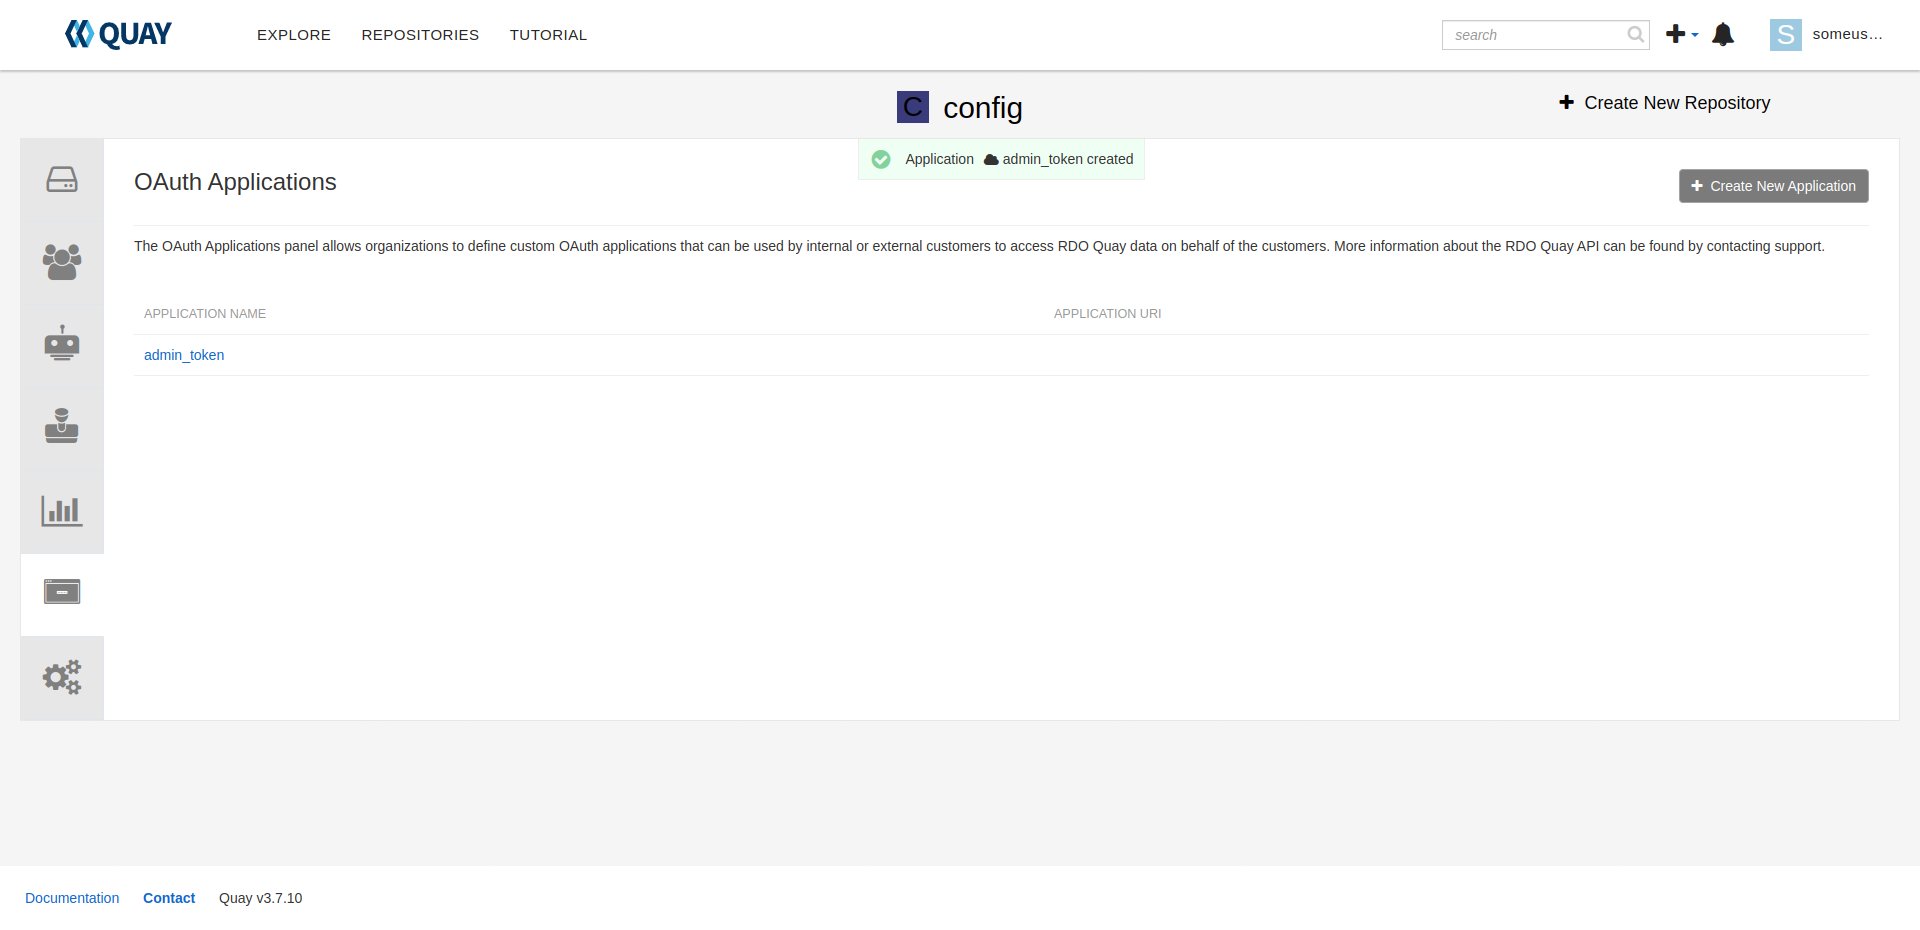 QUAY
EXPLORE
REPOSITORIES
TUTORIAL
search
S
someus...
C
config
Create New Repository
Application admin_token created
OAuth Applications
Create New Application
The OAuth Applications panel allows organizations to define custom OAuth applications that can be used by internal or external customers to access RDO Quay data on behalf of the customers. More information about the RDO Quay API can be found by contacting support.
APPLICATION NAME
APPLICATION URI
admin_token
Documentation
Contact
Quay v3.7.10